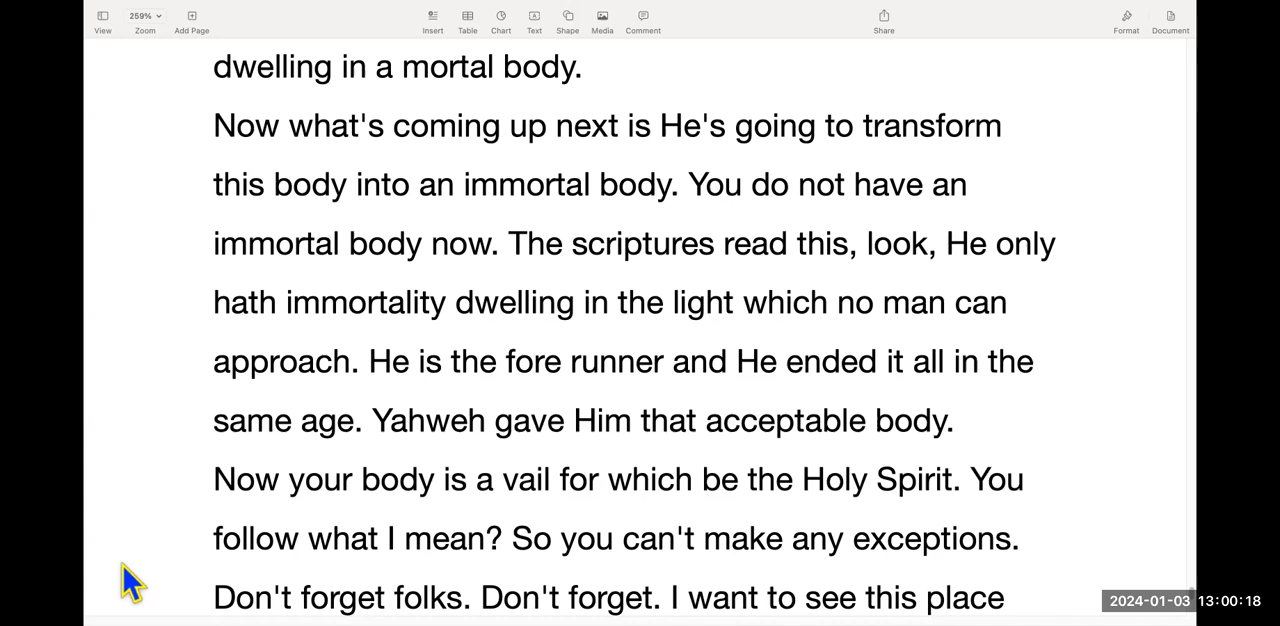 259%
View
Zoom
Add Page
Insert
Table
Chart
Text
Shape
Media
Comment
Share
Format
Document
dwelling in a mortal body.
Now what's coming up next is He's going to transform
this body into an immortal body. You do not have an
immortal body now. The scriptures read this, look, He only
hath immortality dwelling in the light which no man can
approach. He is the fore runner and He ended it all in the
same age. Yahweh gave Him that acceptable body.
Now your body is a vail for which be the Holy Spirit. You
follow what I mean? So you can't make any exceptions.
Don't forget folks. Don't forget. I want to see this place
2024-01-03 13:00:18